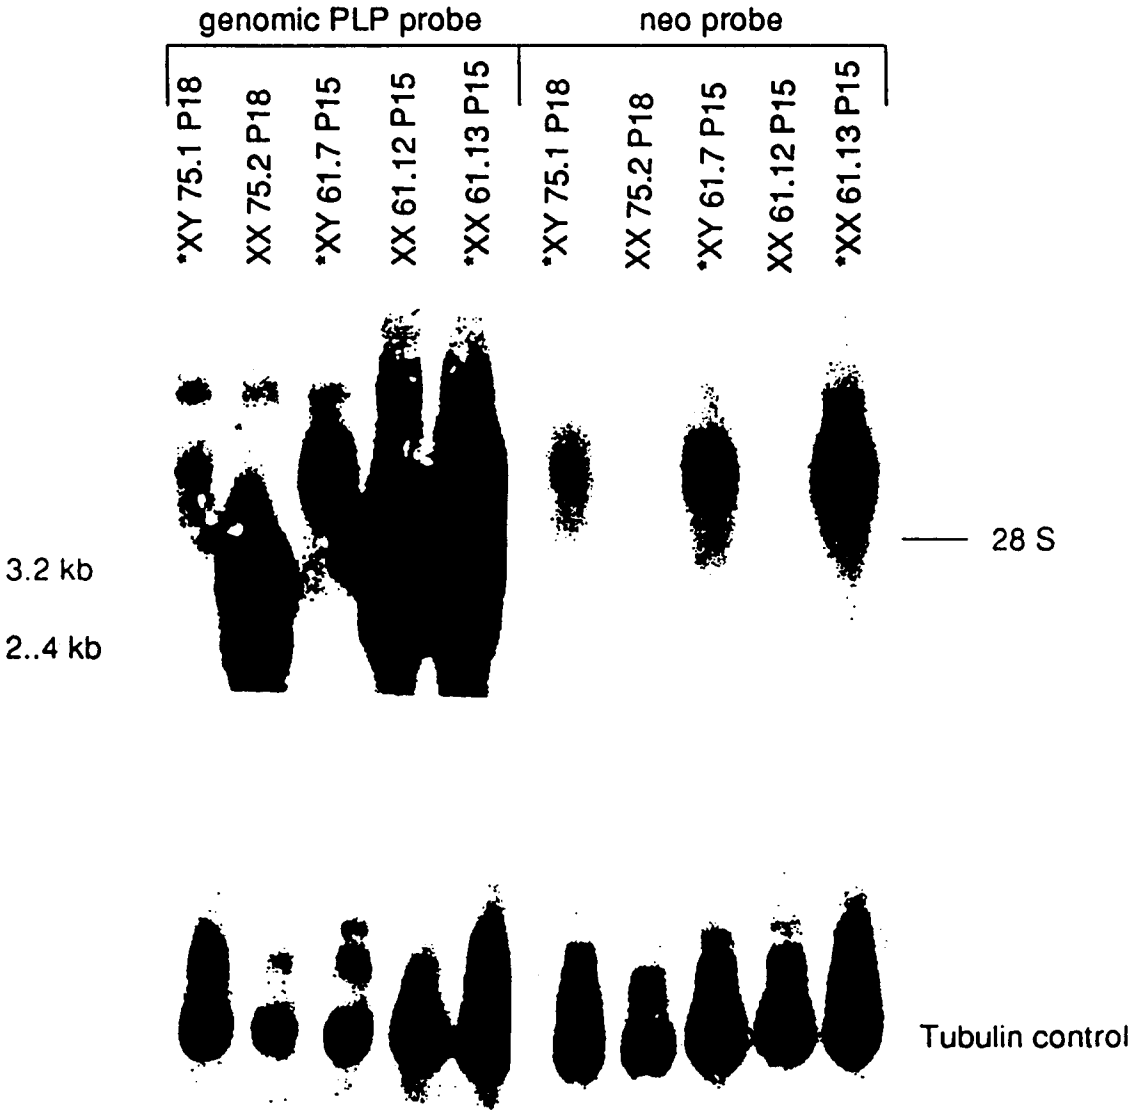 genomic PLP probe neo probe
*XY 75.1 P18
XX 75.2 P18
*XY 61.7 P15
XX 61.12 P15
*XX 61.13 P15
*XY 75.1 P18
XX 75.2 P18
*XY 61.7 P15
XX 61.12 P15
*XX 61.13 P15
28 S
3.2 kb
2..4 kb
Tubulin control